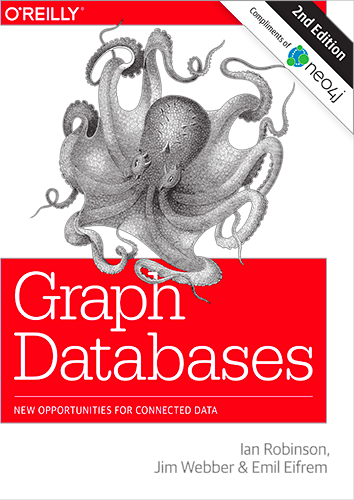 O'REILLY®
2nd Edition
Compliments of
neo4j
Graph
Databases
NEW OPPORTUNITIES FOR CONNECTED DATA
Ian Robinson,
Jim Webber & Emil Eifrem